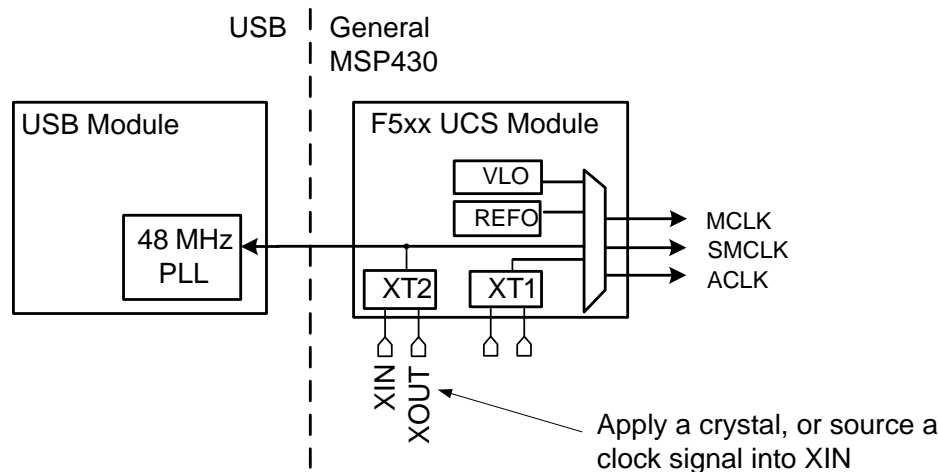 USB
General
MSP430
USB Module
F5xx UCS Module
VLO
REFO
48 MHz
PLL
XT2
XT1
MCLK
SMCLK
ACLK
XIN
XOUT
Apply a crystal, or source a
clock signal into XIN